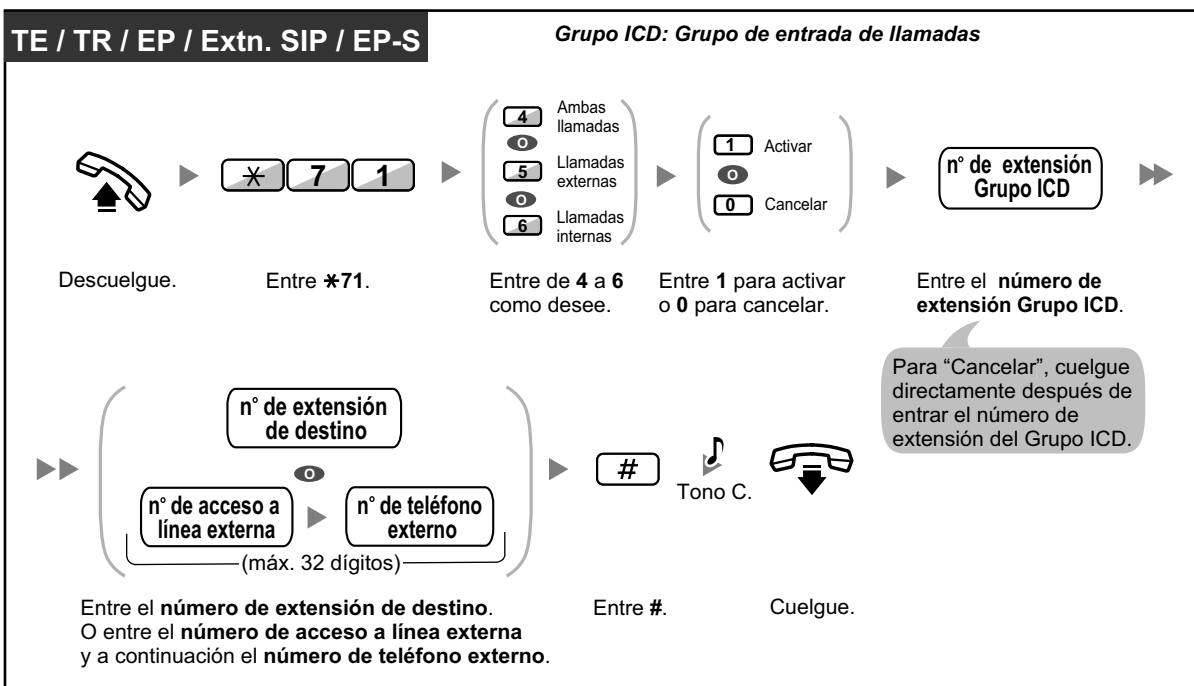 TE / TR / EP / Extn. SIP / EP-S
Grupo ICD: Grupo de entrada de llamadas
4 Ambas
llamadas
O
5 Llamadas
externas
O
6 Llamadas
internas
1 Activar
O
0 Cancelar
n° de extensión
Grupo ICD
* 7 1
Descuelgue.
Entre *71.
Entre de 4 a 6
como desee.
Entre 1 para activar
o 0 para cancelar.
Entre el número de
extensión Grupo ICD.
Para “Cancelar”, cuelgue
directamente después de
entrar el número de
extensión del Grupo ICD.
n° de extensión
de destino
O
n° de acceso a
línea externa
n° de teléfono
externo
(máx. 32 dígitos)
#
Tono C.
Entre el número de extensión de destino.
O entre el número de acceso a línea externa
y a continuación el número de teléfono externo.
Entre #.
Cuelgue.